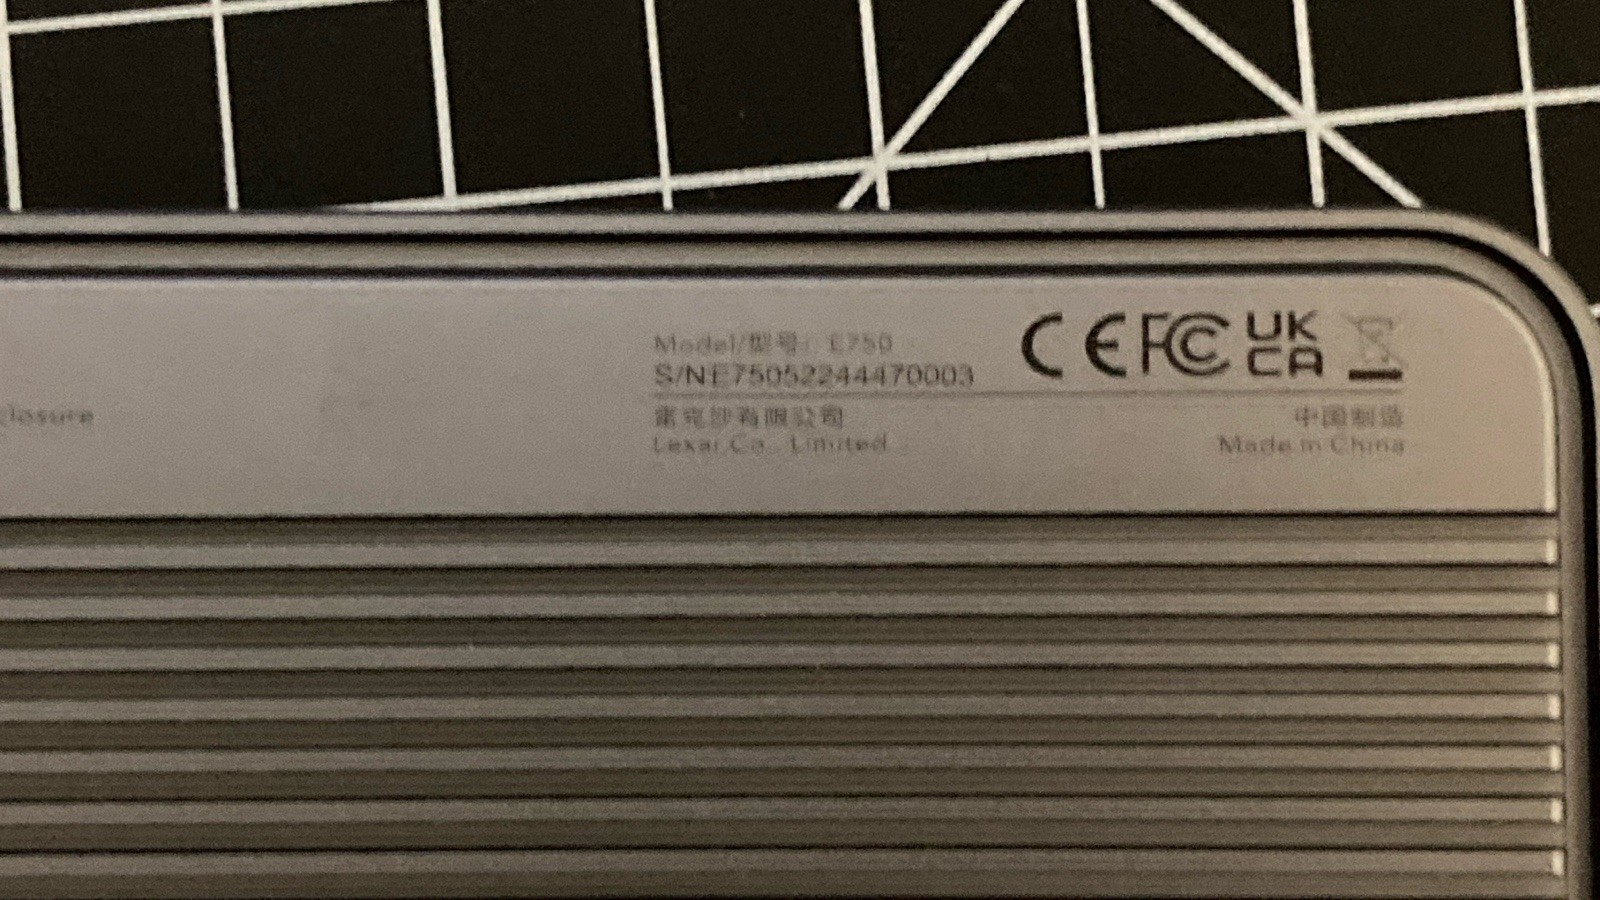 Model/型号: E750
S/NE75052244470003
雷克沙有限公司
Lexar Co., Limited
CE FC UK
CA
中国制造
Made in China
closure